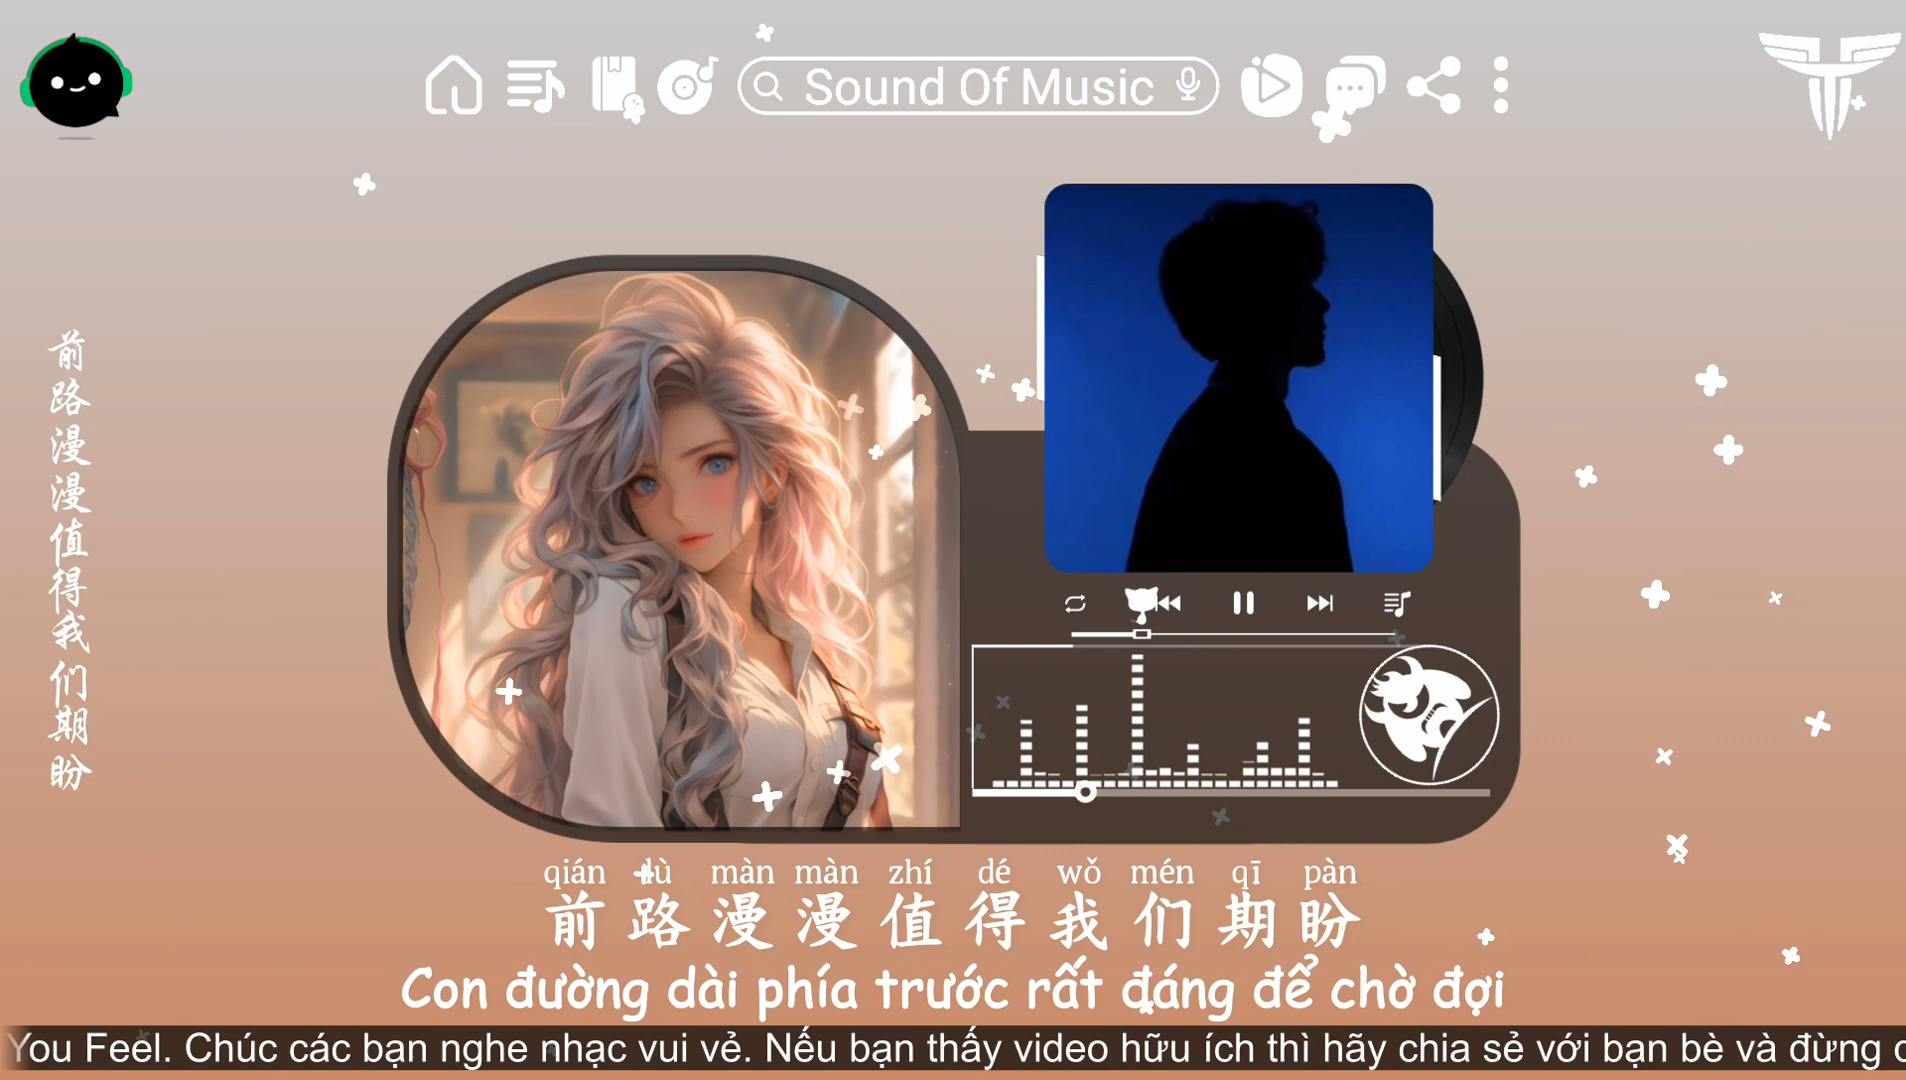 Sound Of Music
前路漫漫值得我们期盼
qián lù màn màn zhí dé wǒ mén qī pàn
前路漫漫值得我们期盼
Con đường dài phía trước rất đáng để chờ đợi
You Feel. Chúc các bạn nghe nhạc vui vẻ. Nếu bạn thấy video hữu ích thì hãy chia sẻ với bạn bè và đừng